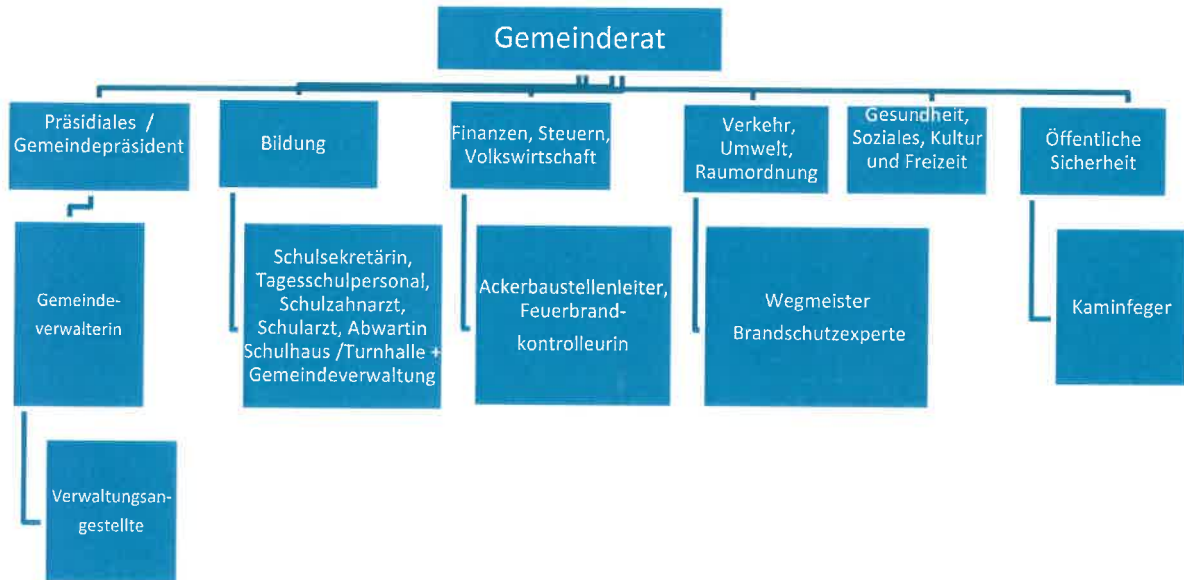 Gemeinderat
Präsidiales /
Gemeindepräsident
Bildung
Finanzen, Steuern,
Volkswirtschaft
Verkehr,
Umwelt,
Raumordnung
Gesundheit,
Soziales, Kultur
und Freizeit
Öffentliche
Sicherheit
Gemeinde-
verwalterin
Schulsekretärin,
Tagesschulpersonal,
Schulzahnarzt,
Schularzt, Abwartin
Schulhaus /Turnhalle +
Gemeindeverwaltung
Ackerbaustellenleiter,
Feuerbrand-
kontrolleurin
Wegmeister
Brandschutzexperte
Kaminfeger
Verwaltungsan-
gestellte